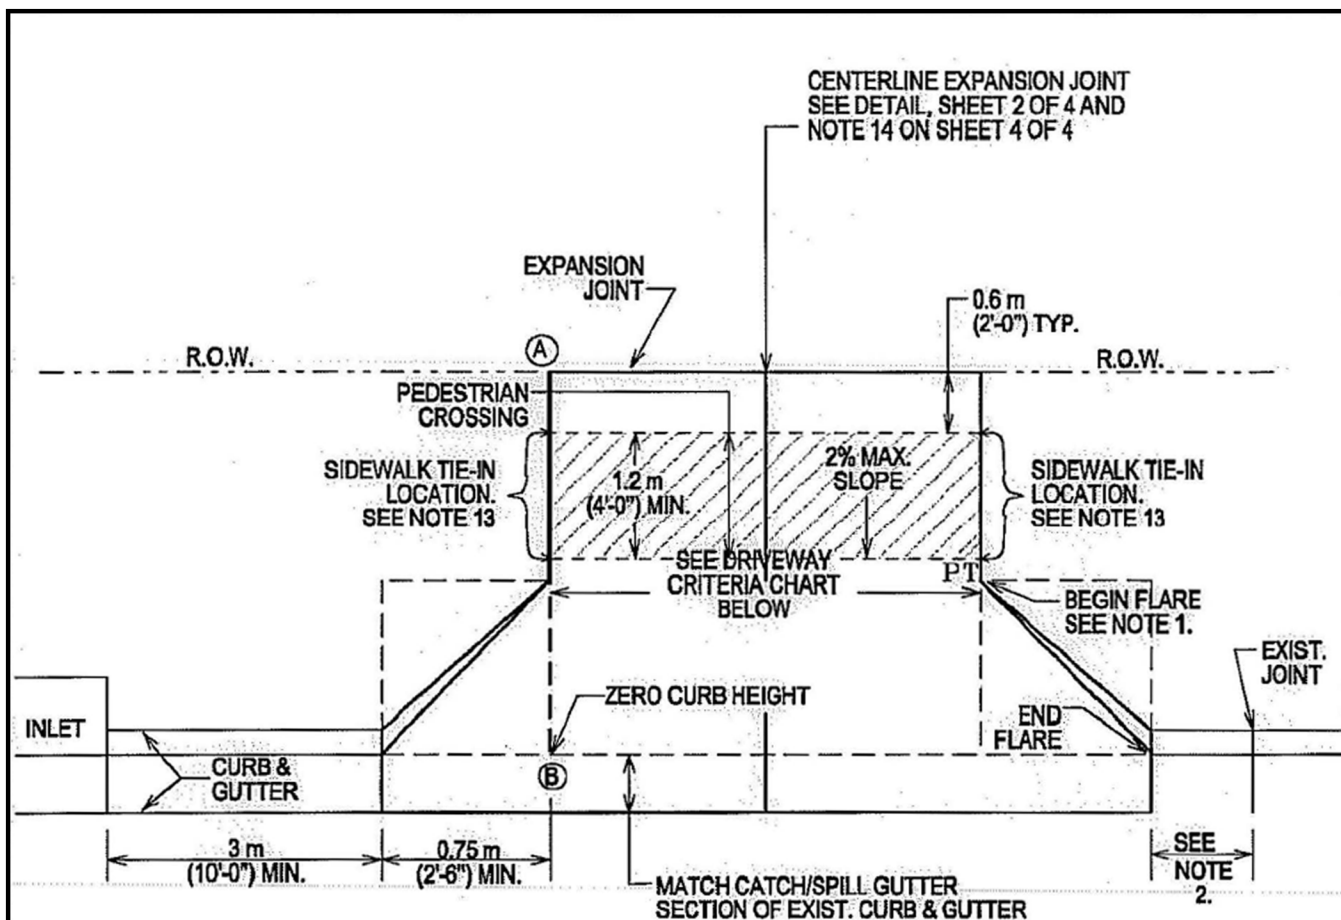 CENTERLINE EXPANSION JOINT
SEE DETAIL, SHEET 2 OF 4 AND
NOTE 14 ON SHEET 4 OF 4
EXPANSION
JOINT
0.6 m
(2'-0") TYP.
R.O.W.
A
R.O.W.
PEDESTRIAN
CROSSING
SIDEWALK TIE-IN
LOCATION.
SEE NOTE 13
1.2 m
(4'-0") MIN.
2% MAX.
SLOPE
SIDEWALK TIE-IN
LOCATION.
SEE NOTE 13
SEE DRIVEWAY
CRITERIA CHART
BELOW
PT
BEGIN FLARE
SEE NOTE 1.
EXIST.
JOINT
INLET
ZERO CURB HEIGHT
END
FLARE
CURB &
GUTTER
B
3 m
(10'-0") MIN.
0.75 m
(2'-6") MIN.
MATCH CATCH/SPILL GUTTER
SECTION OF EXIST. CURB & GUTTER
SEE
NOTE
2.